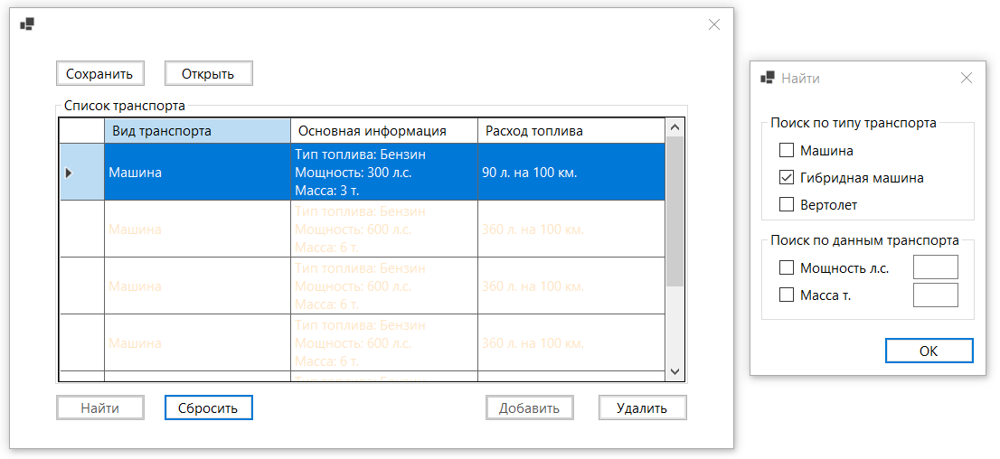 Сохранить Открыть
Список транспорта
Вид транспорта Основная информация Расход топлива
Машина
Тип топлива: Бензин
Мощность: 300 л.с.
Масса: 3 т.
90 л. на 100 км.
Машина
Тип топлива: Бензин
Мощность: 600 л.с.
Масса: 6 т.
360 л. на 100 км.
Машина
Тип топлива: Бензин
Мощность: 600 л.с.
Масса: 6 т.
360 л. на 100 км.
Машина
Тип топлива: Бензин
Мощность: 600 л.с.
Масса: 6 т.
360 л. на 100 км.
Найти Сбросить Добавить Удалить
Найти
Поиск по типу транспорта
Машина
Гибридная машина
Вертолет
Поиск по данным транспорта
Мощность л.с.
Масса т.
ОК